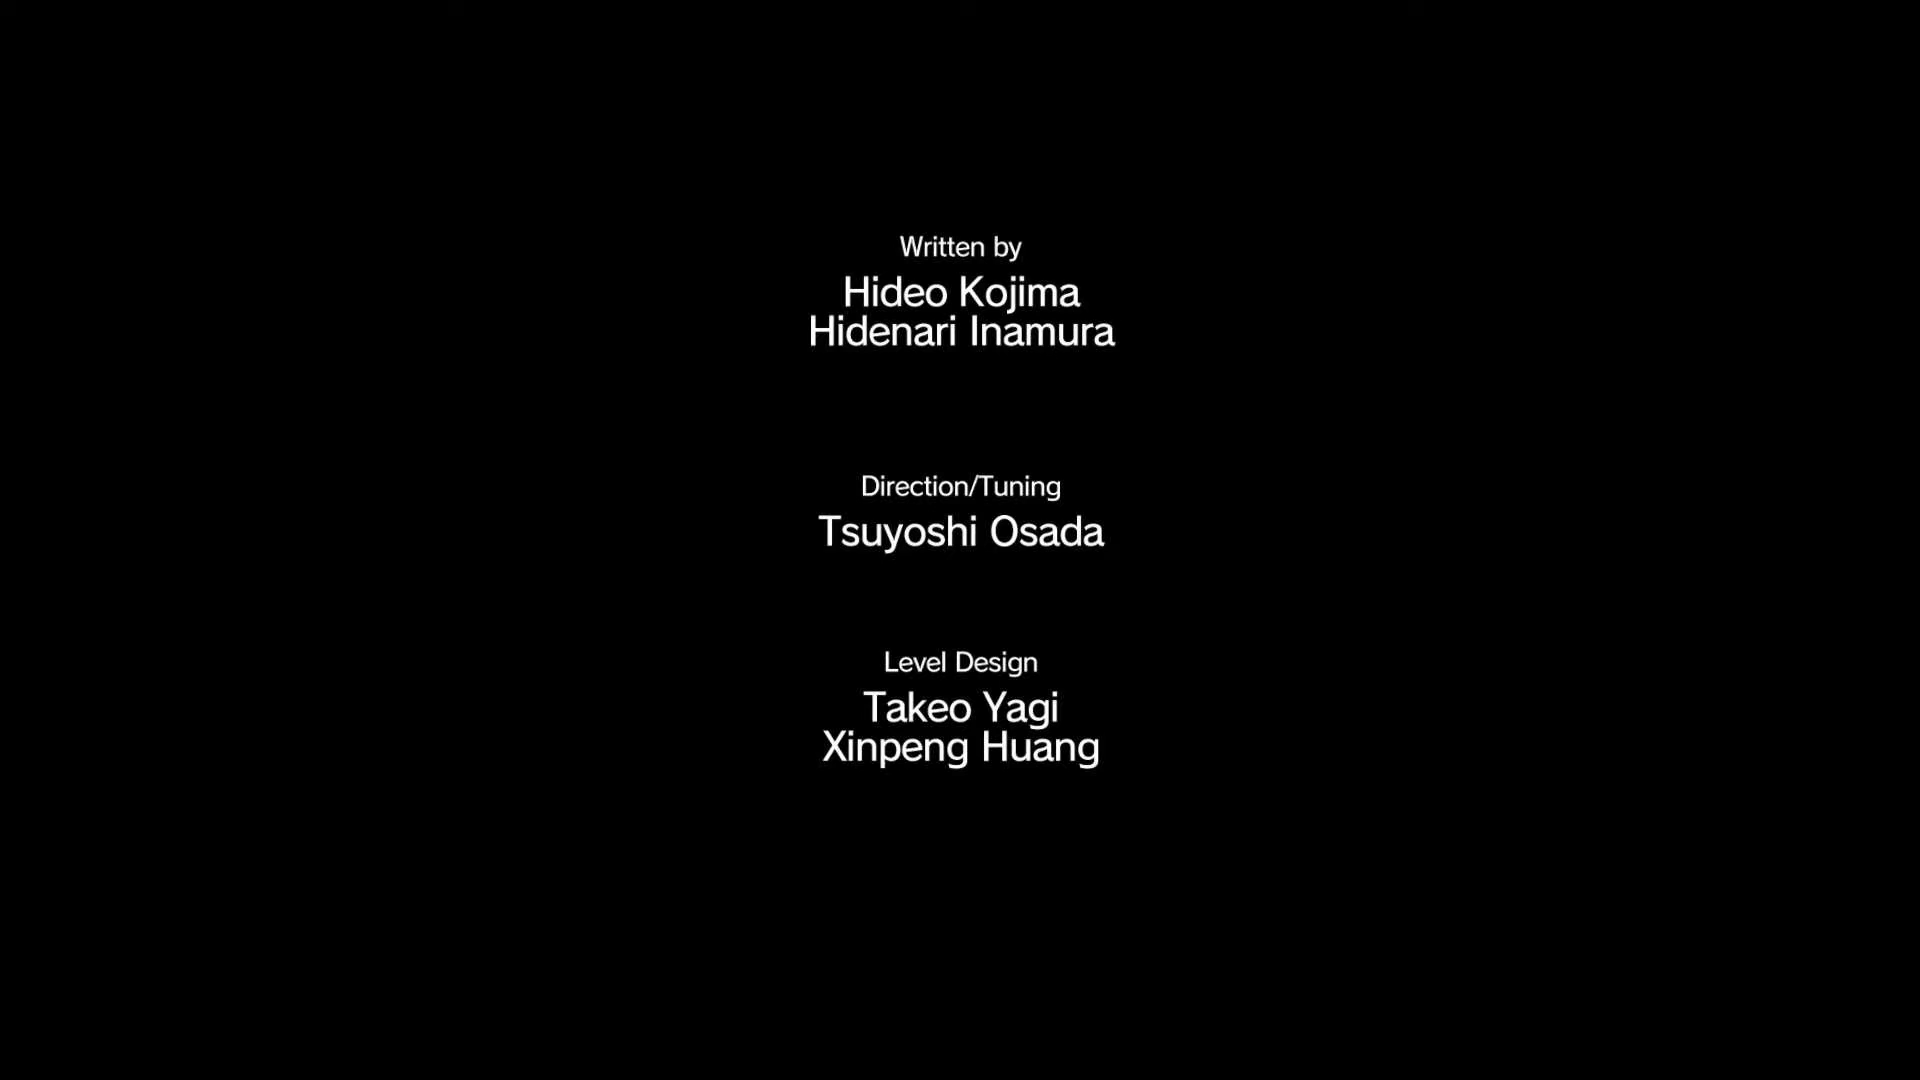 Written by
Hideo Kojima
Hidenari Inamura
Direction/Tuning
Tsuyoshi Osada
Level Design
Takeo Yagi
Xinpeng Huang